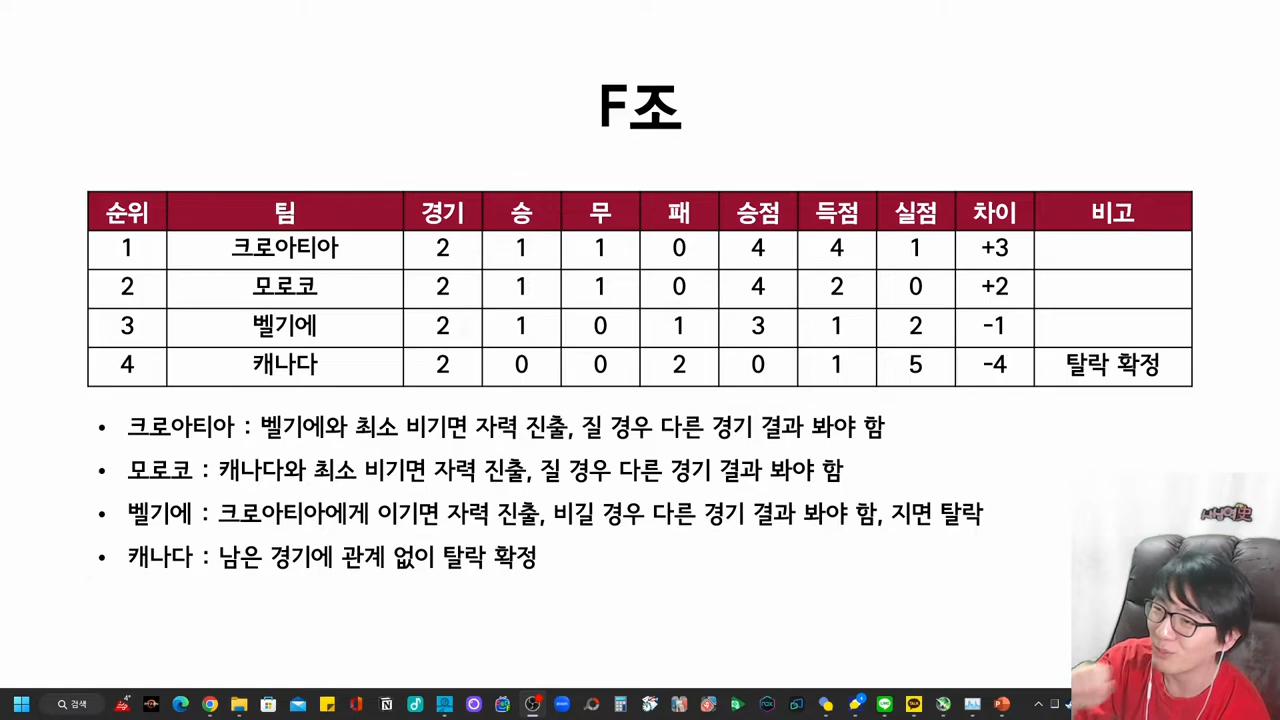 F조
순위 팀 경기 승 무 패 승점 득점 실점 차이 비고
1 크로아티아 2 1 1 0 4 4 1 +3
2 모로코 2 1 1 0 4 2 0 +2
3 벨기에 2 1 0 1 3 1 2 -1
4 캐나다 2 0 0 2 0 1 5 -4 탈락 확정
• 크로아티아 : 벨기에와 최소 비기면 자력 진출, 질 경우 다른 경기 결과 봐야 함
• 모로코 : 캐나다와 최소 비기면 자력 진출, 질 경우 다른 경기 결과 봐야 함
• 벨기에 : 크로아티아에게 이기면 자력 진출, 비길 경우 다른 경기 결과 봐야 함, 지면 탈락
• 캐나다 : 남은 경기에 관계 없이 탈락 확정
검색